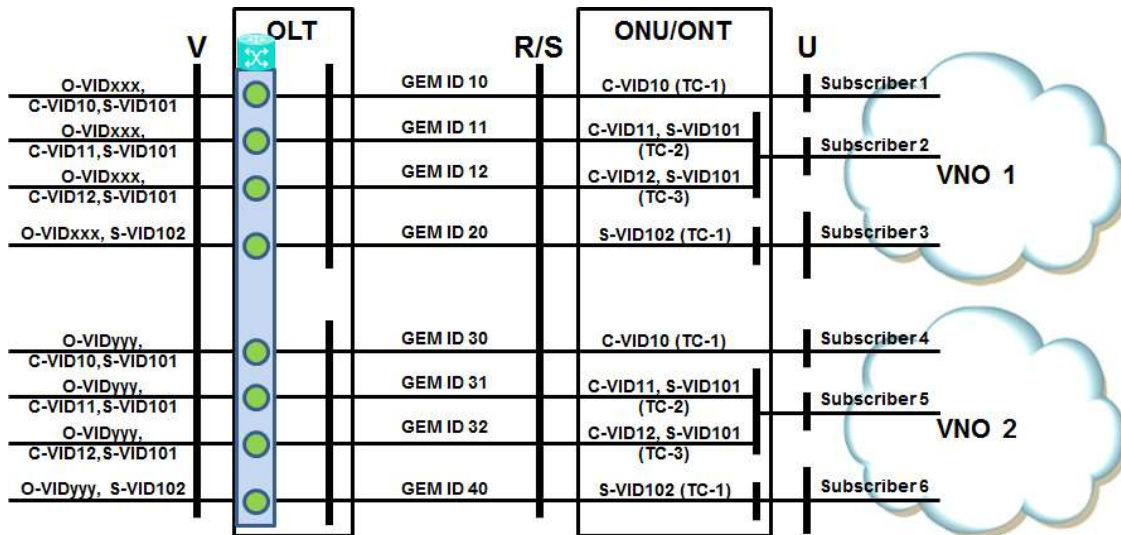 OLT
ONU/ONT
V
R/S
U
O-VIDxxx,
C-VID10,S-VID101
GEM ID 10
C-VID10 (TC-1)
Subscriber 1
O-VIDxxx,
C-VID11,S-VID101
GEM ID 11
C-VID11, S-VID101
(TC-2)
Subscriber 2
O-VIDxxx,
C-VID12,S-VID101
GEM ID 12
C-VID12, S-VID101
(TC-3)
VNO 1
O-VIDxxx, S-VID102
GEM ID 20
S-VID102 (TC-1)
Subscriber 3
O-VIDyyy,
C-VID10,S-VID101
GEM ID 30
C-VID10 (TC-1)
Subscriber 4
O-VIDyyy,
C-VID11,S-VID101
GEM ID 31
C-VID11, S-VID101
(TC-2)
Subscriber 5
O-VIDyyy,
C-VID12,S-VID101
GEM ID 32
C-VID12, S-VID101
(TC-3)
VNO 2
O-VIDyyy, S-VID102
GEM ID 40
S-VID102 (TC-1)
Subscriber 6